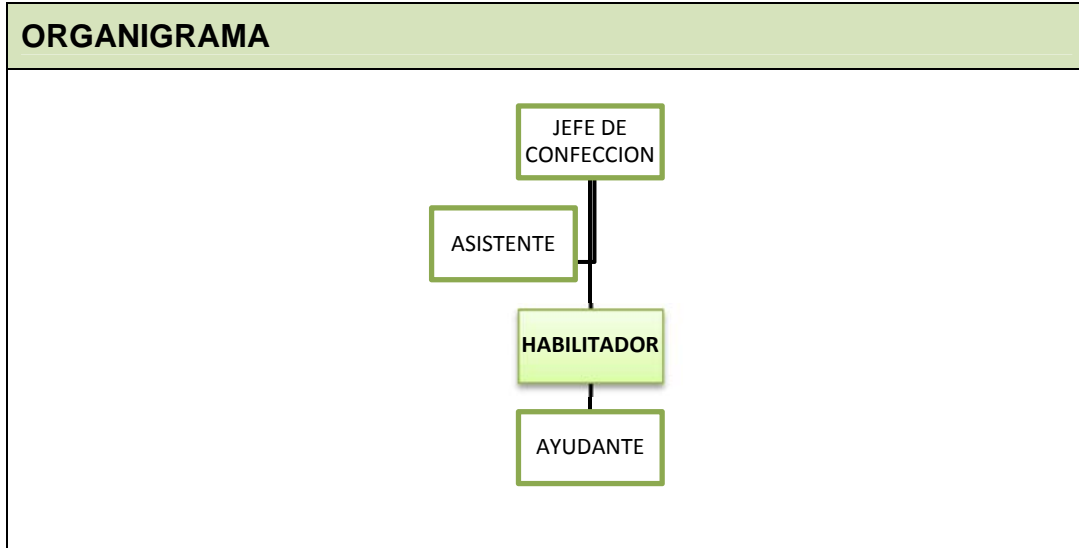 ORGANIGRAMA
JEFE DE
CONFECCION
ASISTENTE
HABILITADOR
AYUDANTE